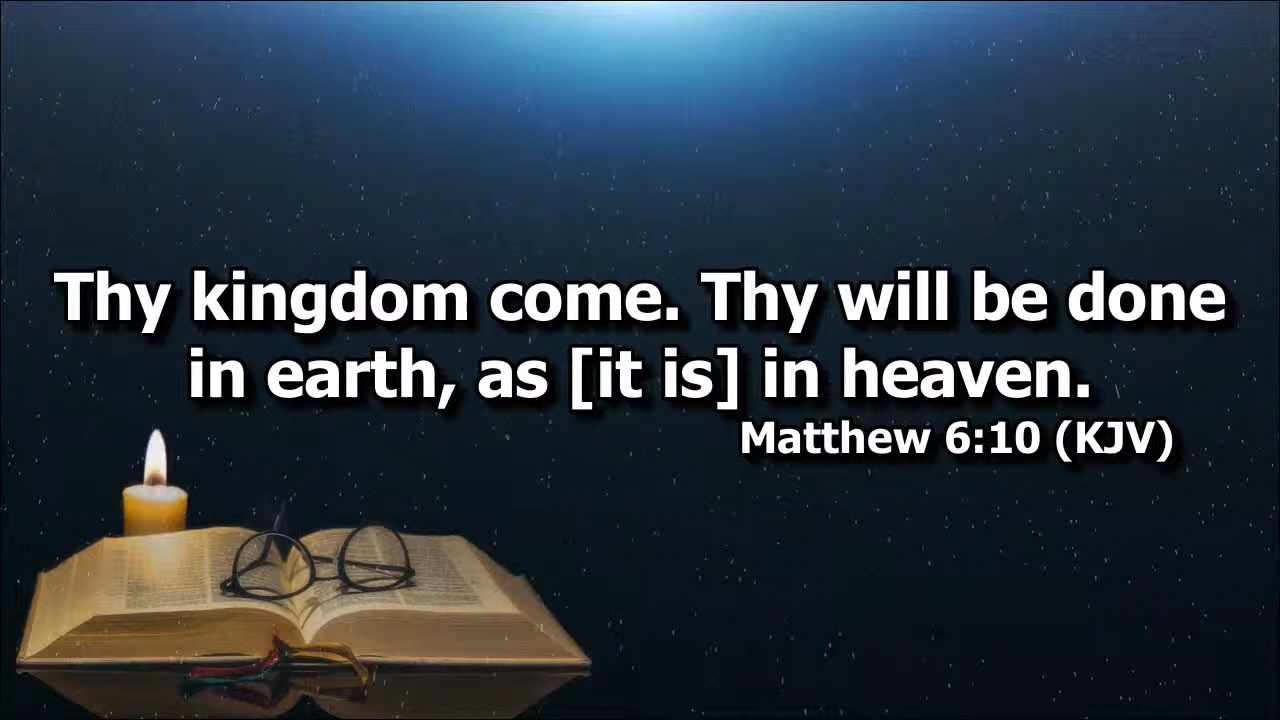 Thy kingdom come. Thy will be done
in earth, as [it is] in heaven.
Matthew 6:10 (KJV)